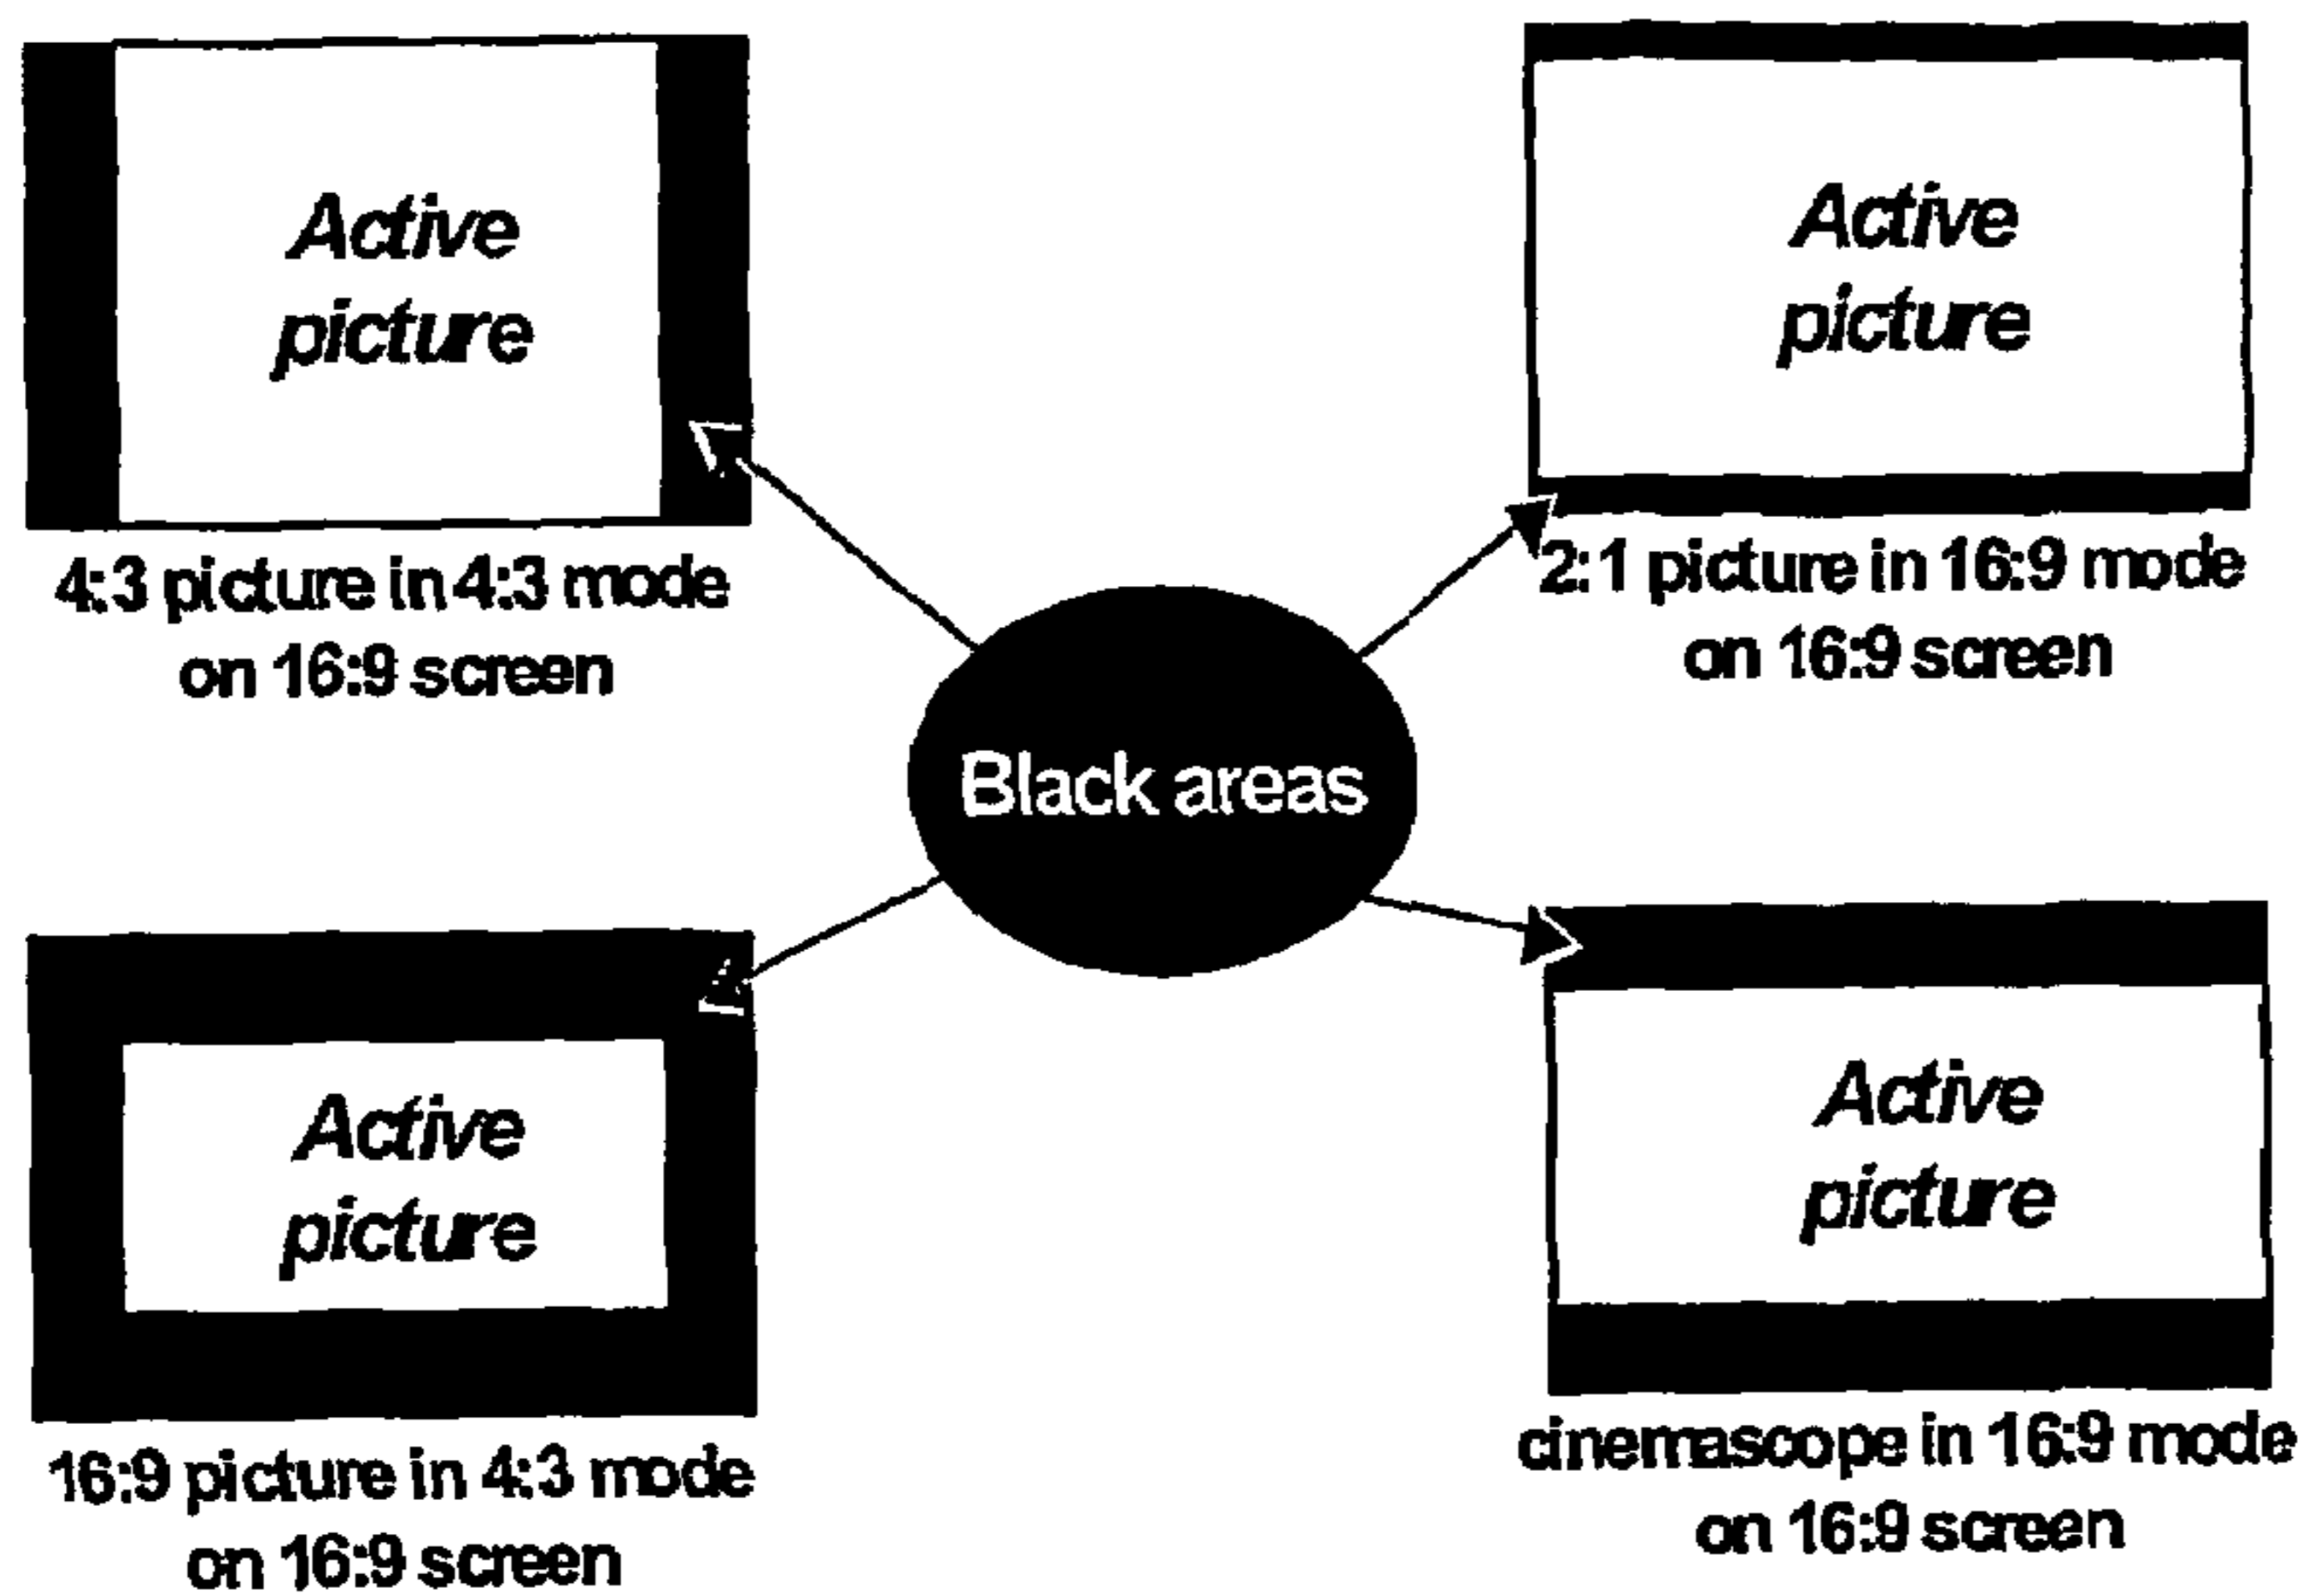 Active
picture
4:3 picture in 4:3 mode
on 16:9 screen
Active
picture
2:1 picture in 16:9 mode
on 16:9 screen
Black areas
Active
picture
16:9 picture in 4:3 mode
on 16:9 screen
Active
picture
cinemascope in 16:9 mode
on 16:9 screen